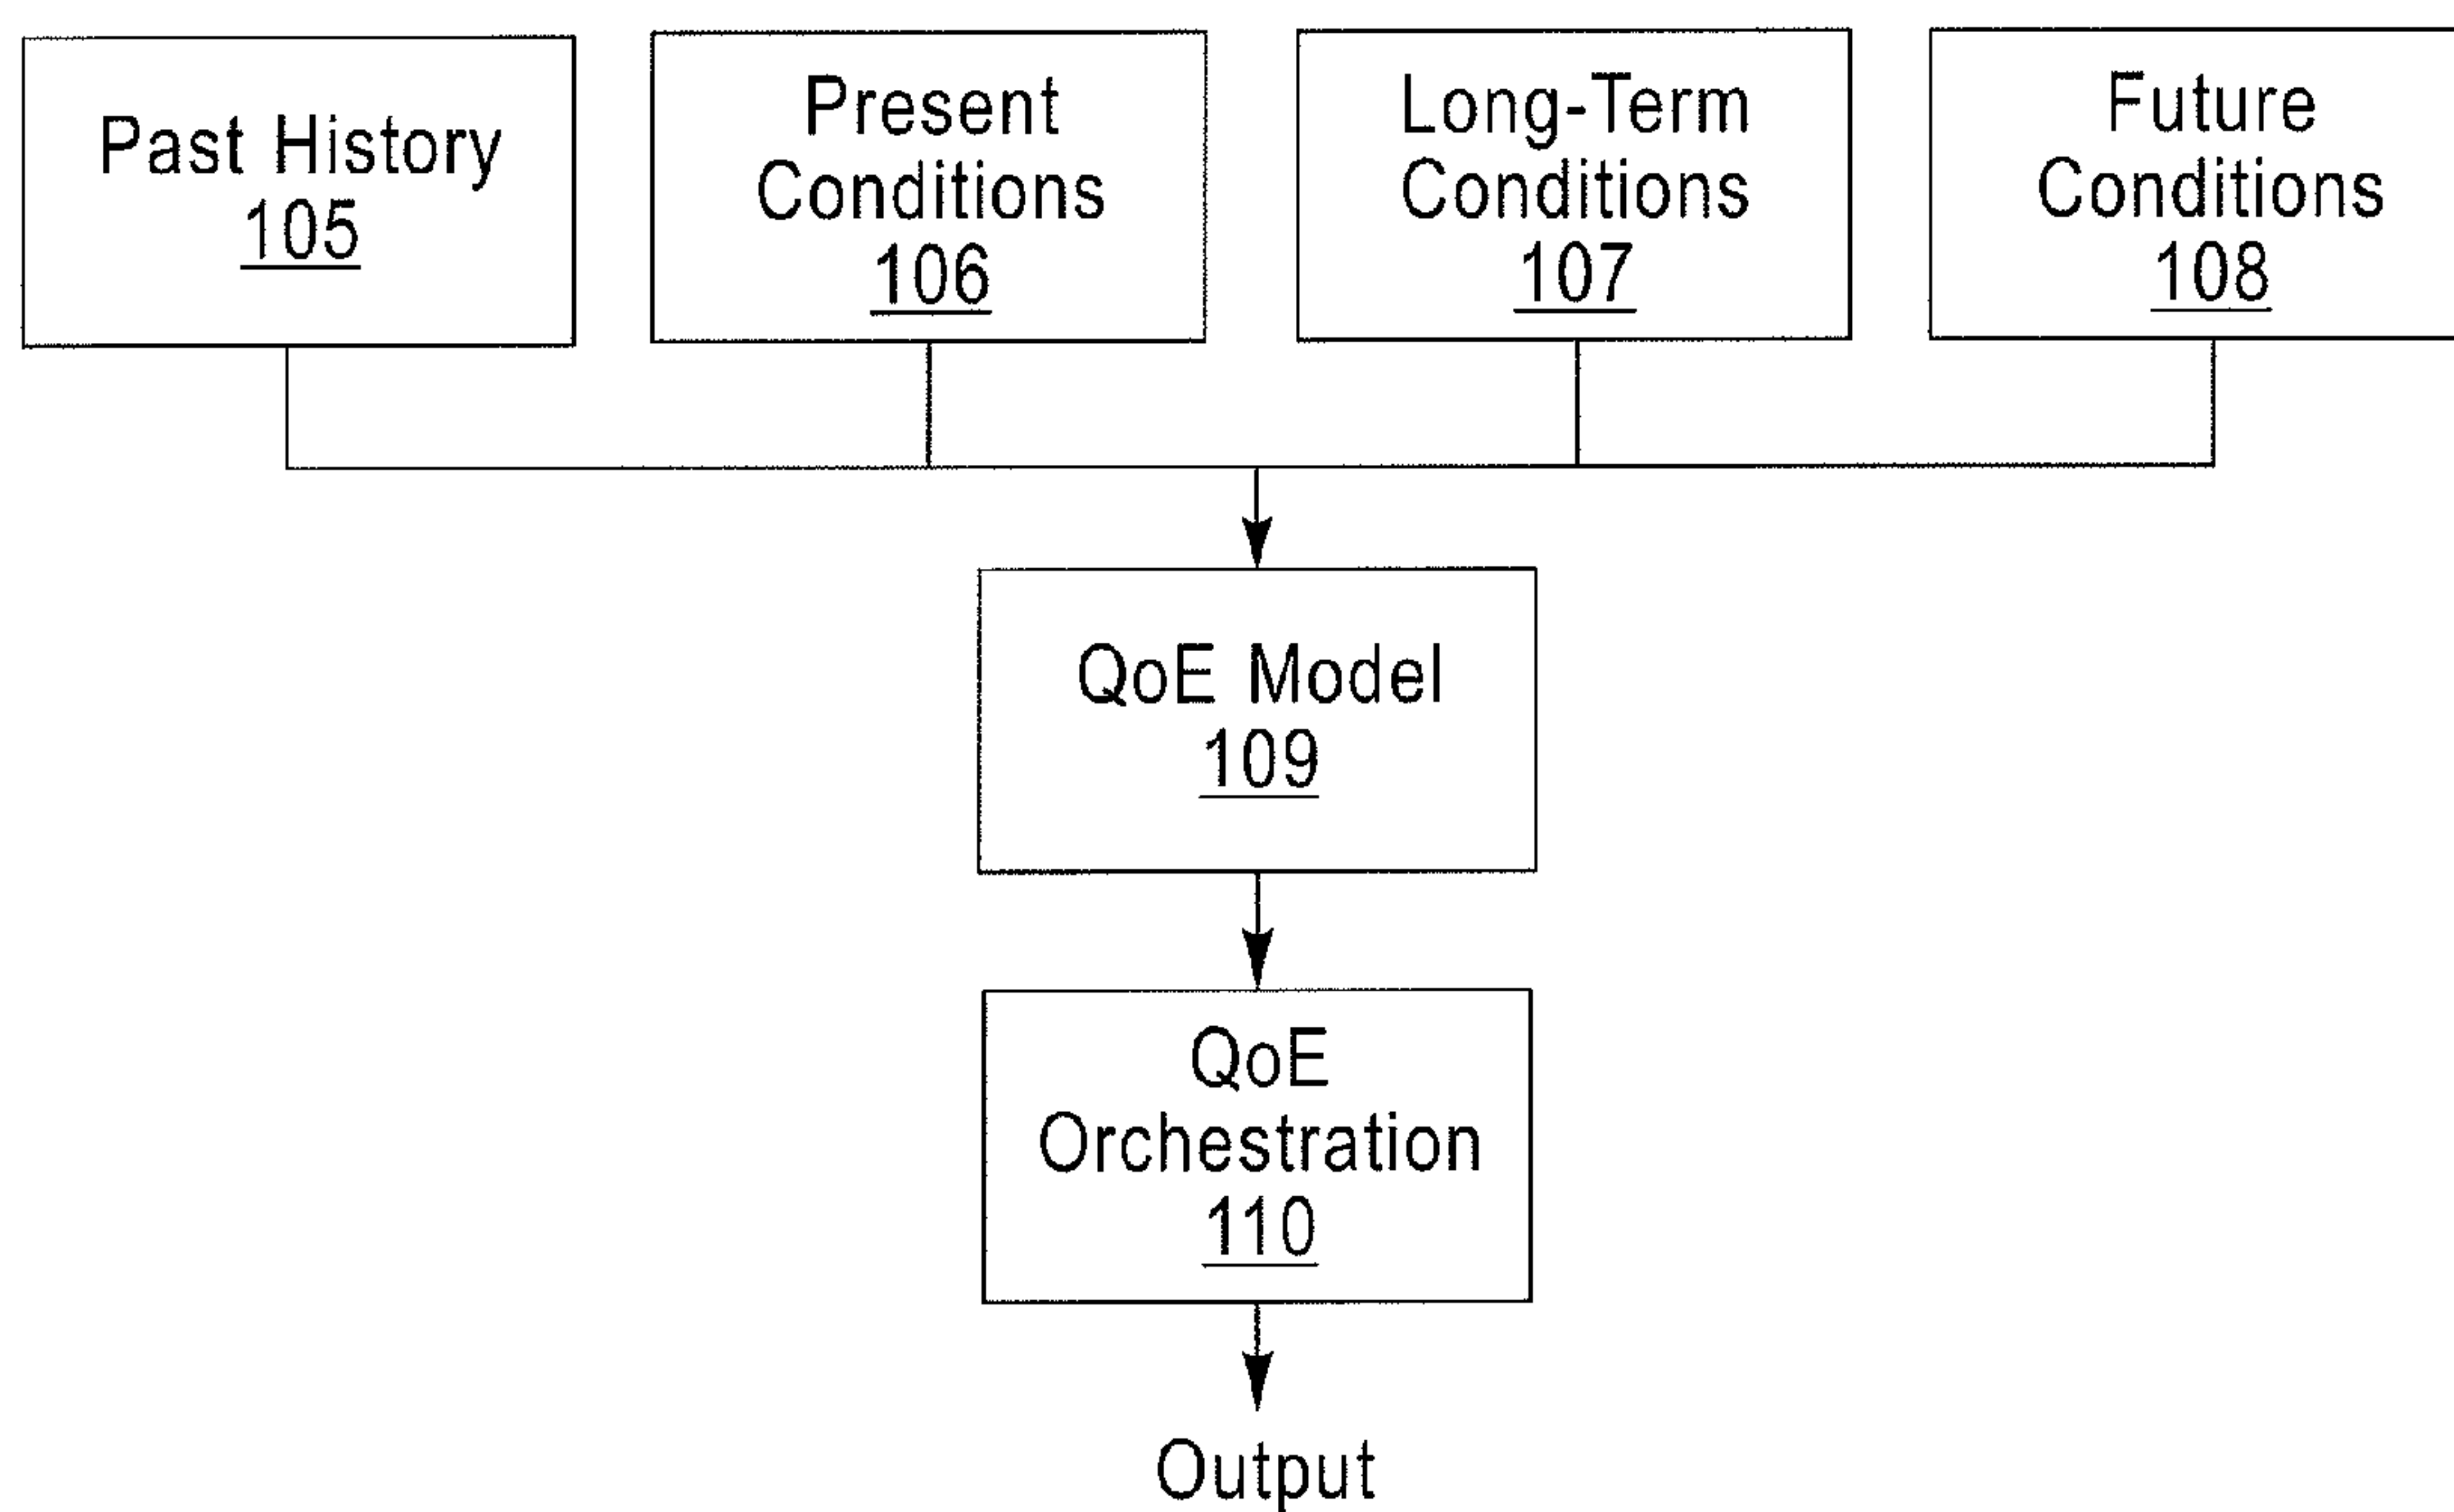 Past History
105
Present
Conditions
106
Long-Term
Conditions
107
Future
Conditions
108
QoE Model
109
QoE
Orchestration
110
Output